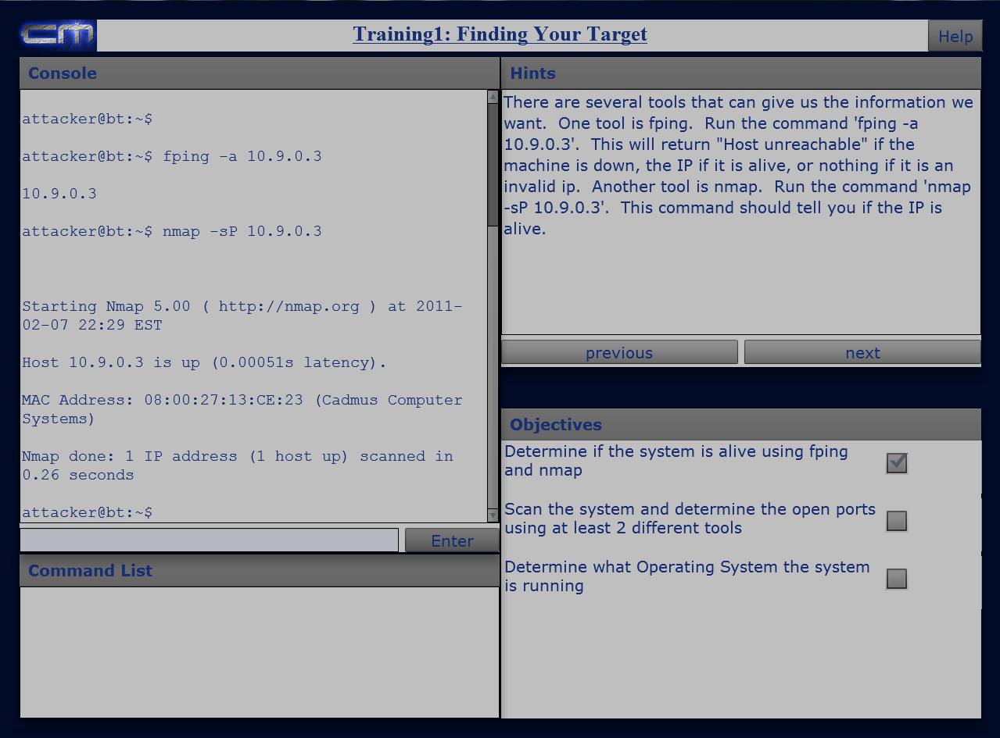 CM
Training1: Finding Your Target
Help
Console
attacker@bt:~$
attacker@bt:~$ fping -a 10.9.0.3
10.9.0.3
attacker@bt:~$ nmap -sP 10.9.0.3
Starting Nmap 5.00 ( http://nmap.org ) at 2011-
02-07 22:29 EST
Host 10.9.0.3 is up (0.00051s latency).
MAC Address: 08:00:27:13:CE:23 (Cadmus Computer
Systems)
Nmap done: 1 IP address (1 host up) scanned in
0.26 seconds
attacker@bt:~$
Enter
Command List
Hints
There are several tools that can give us the information we
want.  One tool is fping.  Run the command 'fping -a
10.9.0.3'.  This will return "Host unreachable" if the
machine is down, the IP if it is alive, or nothing if it is an
invalid ip.  Another tool is nmap.  Run the command 'nmap
-sP 10.9.0.3'.  This command should tell you if the IP is
alive.
previous
next
Objectives
Determine if the system is alive using fping
and nmap
Scan the system and determine the open ports
using at least 2 different tools
Determine what Operating System the system
is running